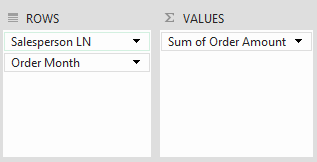 ROWS
Salesperson LN
Order Month
Σ VALUES
Sum of Order Amount